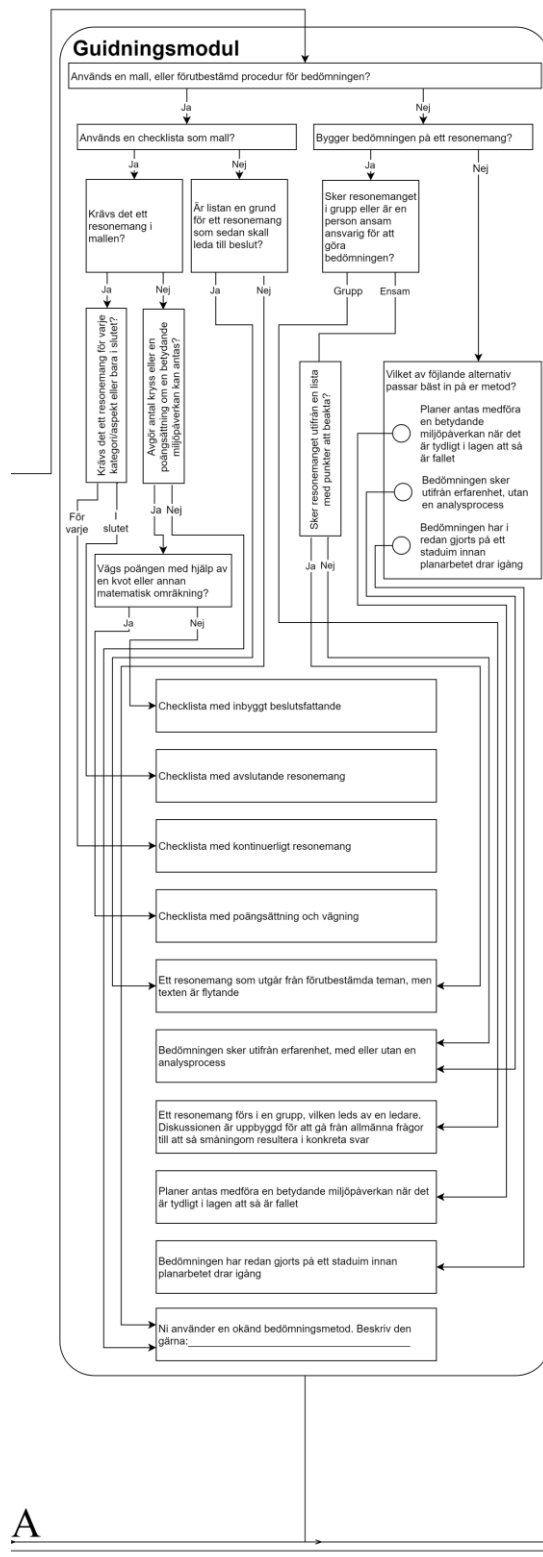 Guidningsmodul
Används en mall, eller förutbestämd procedur för bedömningen?
Ja
Nej
Används en checklista som mall?
Bygger bedömningen på ett resonemang?
Ja
Nej
Ja
Nej
Krävs det ett
resonemang i
mallen?
Är listan en grund
för ett resonemang
som sedan skall
leda till beslut?
Sker resonemanget
i grupp eller är en
person ansam
ansvarig för att
göra
bedömningen?
Ja
Nej
Ja
Nej
Grupp
Ensam
Krävs det ett resonemang för varje
kategori/aspekt eller bara i slutet?
Avgör antal kryss eller en
poängsättning om en betydande
miljöpåverkan kan antas?
Sker resonemanget utifrån en lista
med punkter att beakta?
Vilket av följande alternativ
passar bäst in på er metod?
Planer antas medföra
en betydande
miljöpåverkan när det
är tydligt i lagen att så
är fallet
Bedömningen sker
utifrån erfarenhet, utan
en analysprocess
Bedömningen har i
redan gjorts på ett
staduim innan
planarbetet drar igång
För
varje
I
slutet
Ja
Nej
Ja
Nej
Vägs poängen med hjälp av
en kvot eller annan
matematisk omräkning?
Ja
Nej
Checklista med inbyggt beslutsfattande
Checklista med avslutande resonemang
Checklista med kontinuerligt resonemang
Checklista med poängsättning och vägning
Ett resonemang som utgår från förutbestämda teman, men
texten är flytande
Bedömningen sker utifrån erfarenhet, med eller utan en
analysprocess
Ett resonemang förs i en grupp, vilken leds av en ledare.
Diskussionen är uppbyggd för att gå från allmänna frågor
till att så småningom resultera i konkreta svar
Planer antas medföra en betydande miljöpåverkan när det
är tydligt i lagen att så är fallet
Bedömningen har redan gjorts på ett staduim innan
planarbetet drar igång
Ni använder en okänd bedömningsmetod. Beskriv den
gärna:________________________________________
A